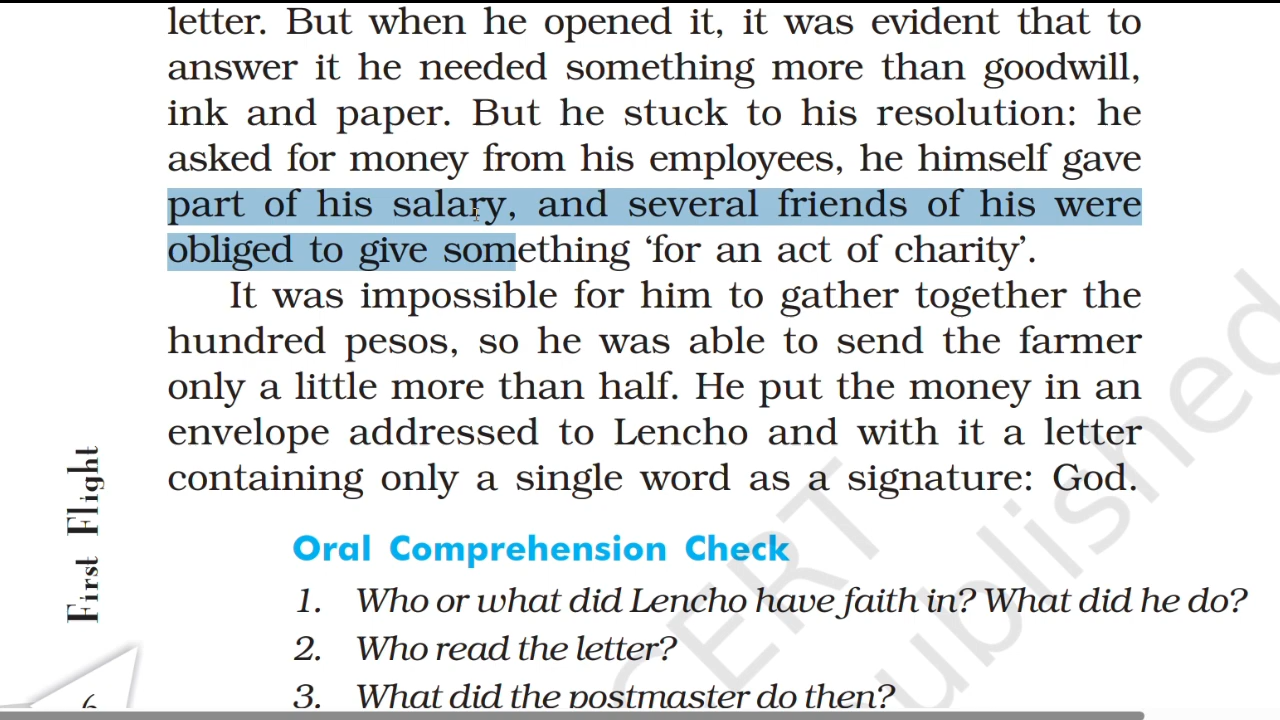 letter. But when he opened it, it was evident that to
answer it he needed something more than goodwill,
ink and paper. But he stuck to his resolution: he
asked for money from his employees, he himself gave
part of his salary, and several friends of his were
obliged to give something ‘for an act of charity’.
It was impossible for him to gather together the
hundred pesos, so he was able to send the farmer
only a little more than half. He put the money in an
envelope addressed to Lencho and with it a letter
containing only a single word as a signature: God.
Oral Comprehension Check
1. Who or what did Lencho have faith in? What did he do?
2. Who read the letter?
3. What did the postmaster do then?
First Flight
6
CERT
ublished